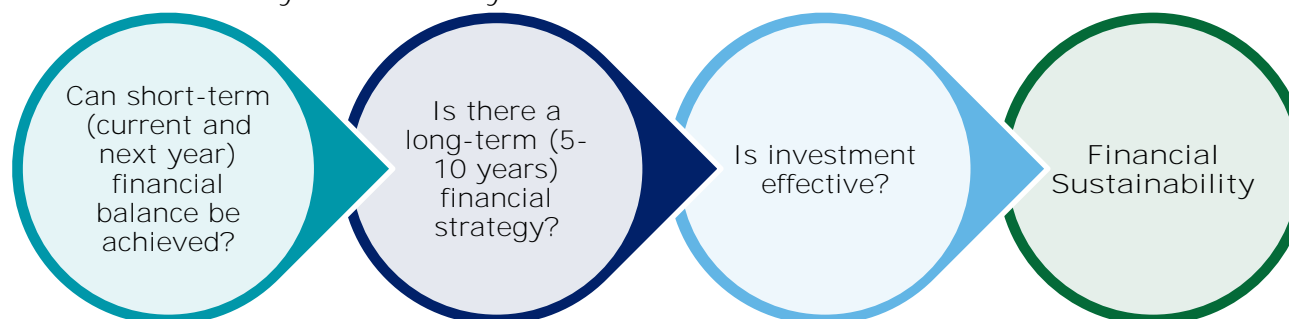 Can short-term
(current and
next year)
financial
balance be
achieved?
Is there a
long-term (5-
10 years)
financial
strategy?
Is investment
effective?
Financial
Sustainability